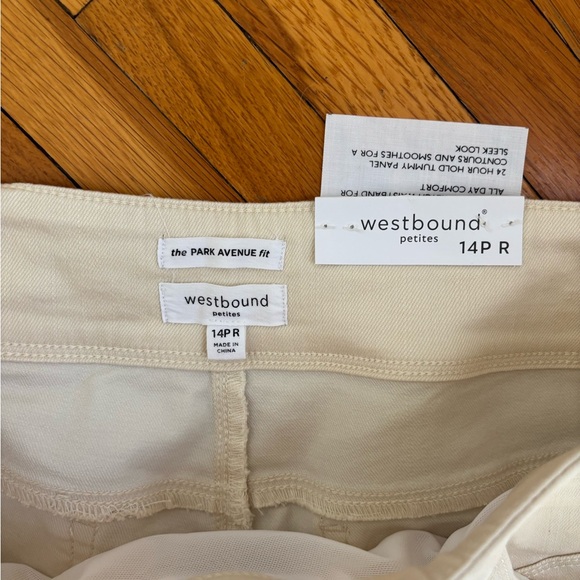 FOR
ALL DAY COMFORT
24 HOUR HOLD TUMMY PANEL
CONTOURS AND SMOOTHES FOR A
SLEEK LOOK
westbound®
petites
14P R
the PARK AVENUE fit
westbound
petites
14P R
MADE IN
CHINA